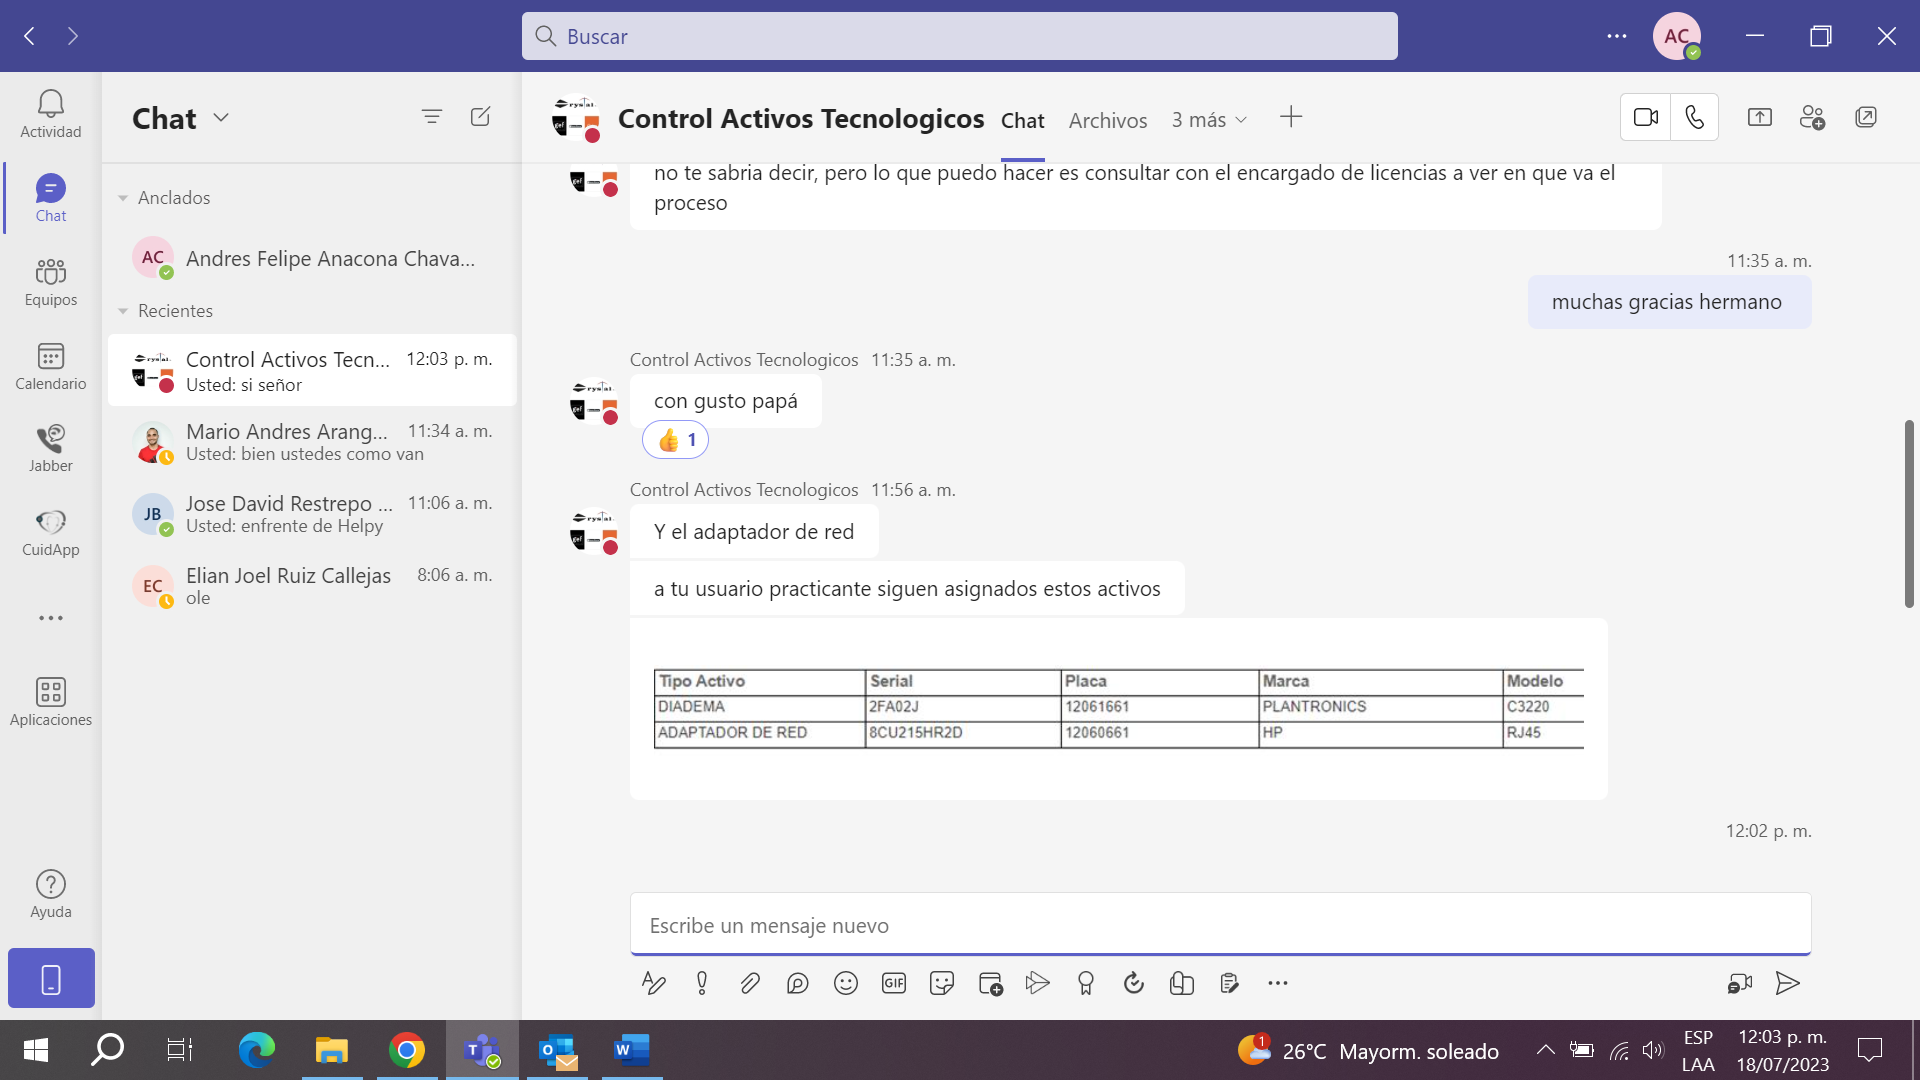 Buscar
AC
Actividad
Chat
Equipos
Calendario
Jabber
CuidApp
Aplicaciones
Ayuda
Chat
Anclados
AC
Andres Felipe Anacona Chava...
Recientes
Control Activos Tecn... 12:03 p. m.
Usted: si señor
Mario Andres Arang... 11:34 a. m.
Usted: bien ustedes como van
JB
Jose David Restrepo ... 11:06 a. m.
Usted: enfrente de Helpy
EC
Elian Joel Ruiz Callejas 8:06 a. m.
ole
Control Activos Tecnologicos Chat Archivos 3 más
no te sabria decir, pero lo que puedo hacer es consultar con el encargado de licencias a ver en que va el
proceso
11:35 a. m.
muchas gracias hermano
Control Activos Tecnologicos 11:35 a. m.
con gusto papá
1
Control Activos Tecnologicos 11:56 a. m.
Y el adaptador de red
a tu usuario practicante siguen asignados estos activos
Tipo Activo Serial Placa Marca Modelo
DIADEMA 2FA02J 12061661 PLANTRONICS C3220
ADAPTADOR DE RED 8CU215HR2D 12060661 HP RJ45
12:02 p. m.
Escribe un mensaje nuevo
GIF
1
26°C Mayorm. soleado
ESP
LAA
12:03 p. m.
18/07/2023